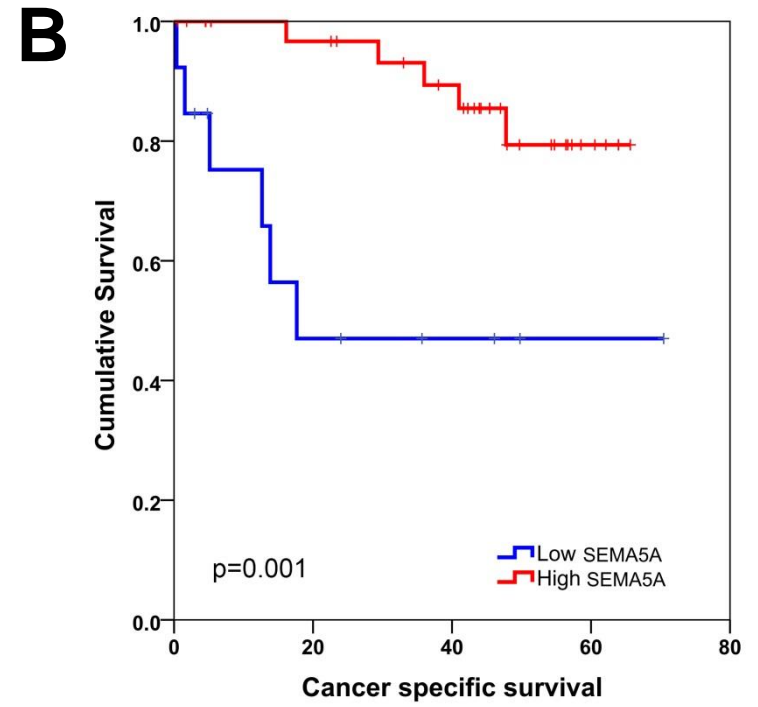 B
1.0
0.8
0.6
0.4
0.2
0.0
Cumulative Survival
p=0.001
Low SEMA5A
High SEMA5A
0 20 40 60 80
Cancer specific survival